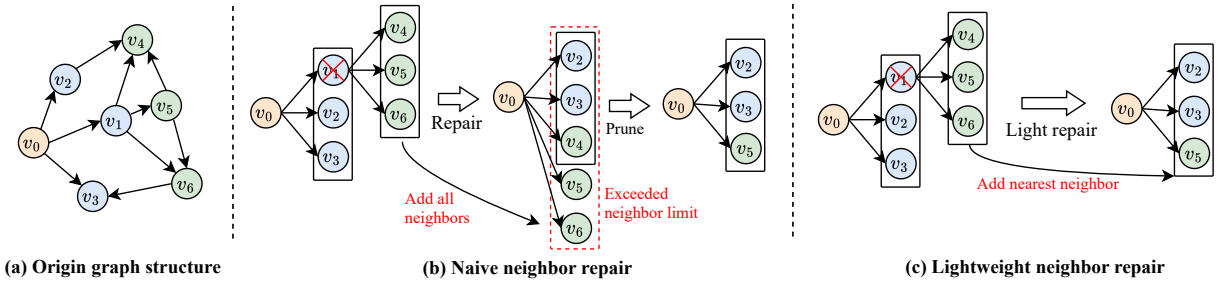 v4
v2
v5
v1
v0
v6
v3
(a) Origin graph structure
v0
v1
v2
v3
v4
v5
v6
Add all
neighbors
Repair
v0
v2
v3
v4
v5
v6
Exceeded
neighbor limit
Prune
v0
v2
v3
v5
(b) Naive neighbor repair
v0
v1
v2
v3
v4
v5
v6
Light repair
Add nearest neighbor
v0
v2
v3
v5
(c) Lightweight neighbor repair